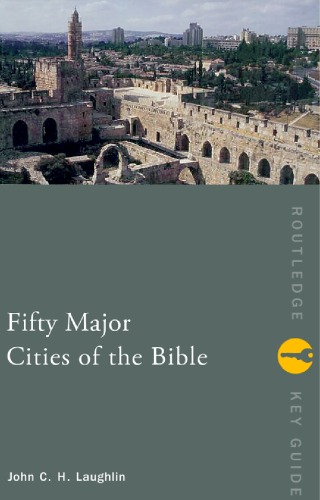 Fifty Major
Cities of the Bible
John C. H. Laughlin
ROUTLEDGE
KEY GUIDE